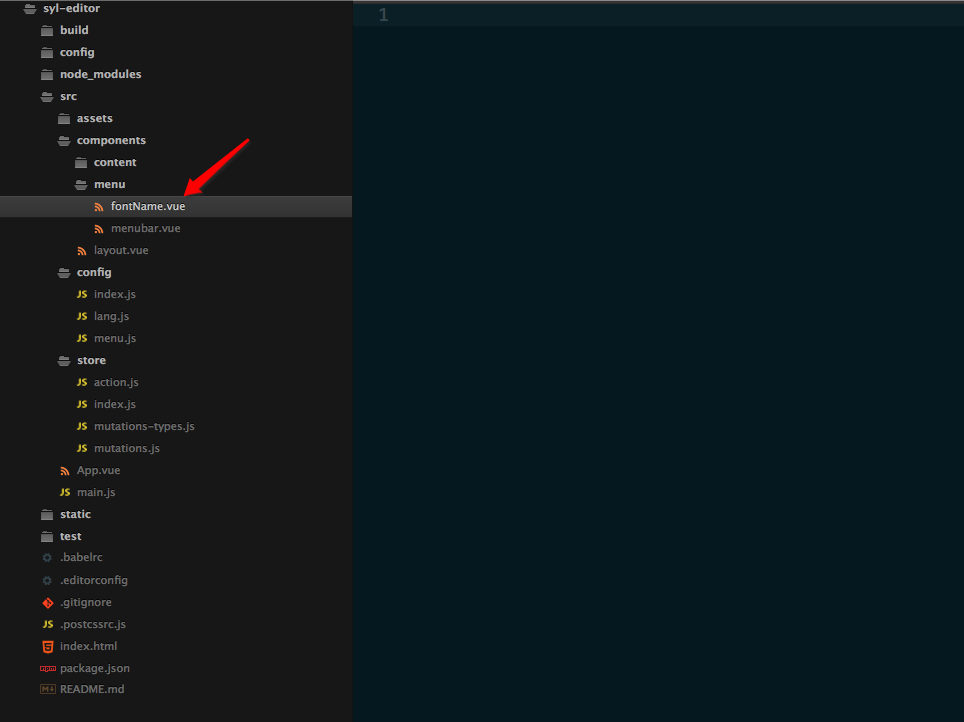 syl-editor
1
build
config
node_modules
src
assets
components
content
menu
fontName.vue
menubar.vue
layout.vue
config
JS index.js
JS lang.js
JS menu.js
store
JS action.js
JS index.js
JS mutations-types.js
JS mutations.js
App.vue
JS main.js
static
test
.babelrc
.editorconfig
.gitignore
JS .postcssrc.js
5 index.html
npm package.json
M README.md